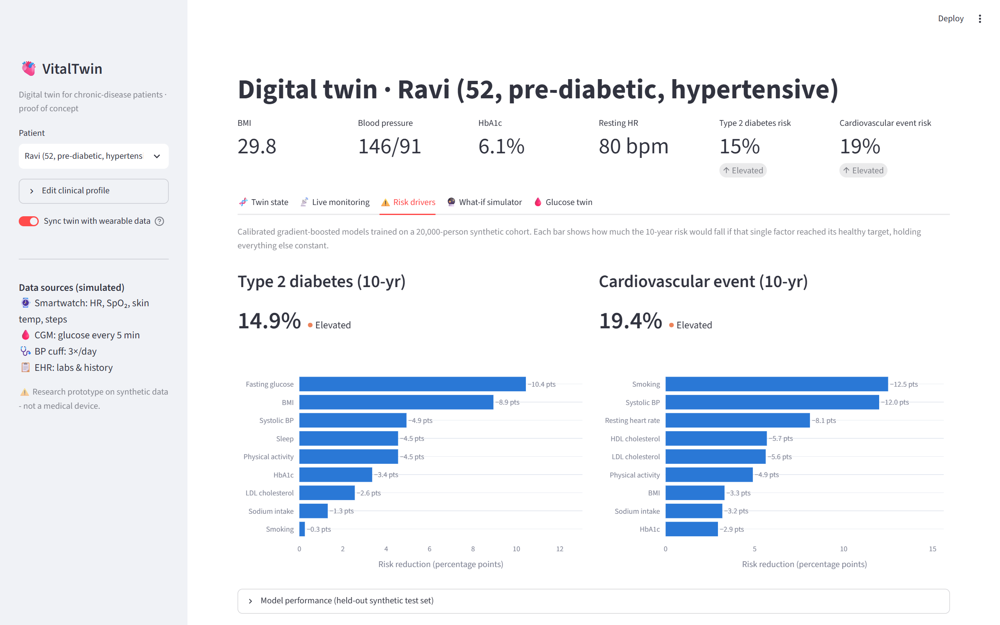 Deploy
VitalTwin
Digital twin for chronic-disease patients ·
proof of concept
Patient
Ravi (52, pre-diabetic, hypertensi
Edit clinical profile
Sync twin with wearable data
Data sources (simulated)
Smartwatch: HR, SpO₂, skin
temp, steps
CGM: glucose every 5 min
BP cuff: 3×/day
EHR: labs & history
Research prototype on synthetic data
- not a medical device.
Digital twin · Ravi (52, pre-diabetic, hypertensive)
BMI
29.8
Blood pressure
146/91
HbA1c
6.1%
Resting HR
80 bpm
Type 2 diabetes risk
15%
↑ Elevated
Cardiovascular event risk
19%
↑ Elevated
Twin state
Live monitoring
Risk drivers
What-if simulator
Glucose twin
Calibrated gradient-boosted models trained on a 20,000-person synthetic cohort. Each bar shows how much the 10-year risk would fall if that single factor reached its healthy target, holding
everything else constant.
Type 2 diabetes (10-yr)
14.9% Elevated
Fasting glucose −10.4 pts
BMI −8.9 pts
Systolic BP −4.9 pts
Sleep −4.5 pts
Physical activity −4.5 pts
HbA1c −3.4 pts
LDL cholesterol −2.6 pts
Sodium intake −1.3 pts
Smoking −0.3 pts
0 2 4 6 8 10 12
Risk reduction (percentage points)
Cardiovascular event (10-yr)
19.4% Elevated
Smoking −12.5 pts
Systolic BP −12.0 pts
Resting heart rate −8.1 pts
HDL cholesterol −5.7 pts
LDL cholesterol −5.6 pts
Physical activity −4.9 pts
BMI −3.3 pts
Sodium intake −3.2 pts
HbA1c −2.9 pts
0 5 10 15
Risk reduction (percentage points)
Model performance (held-out synthetic test set)